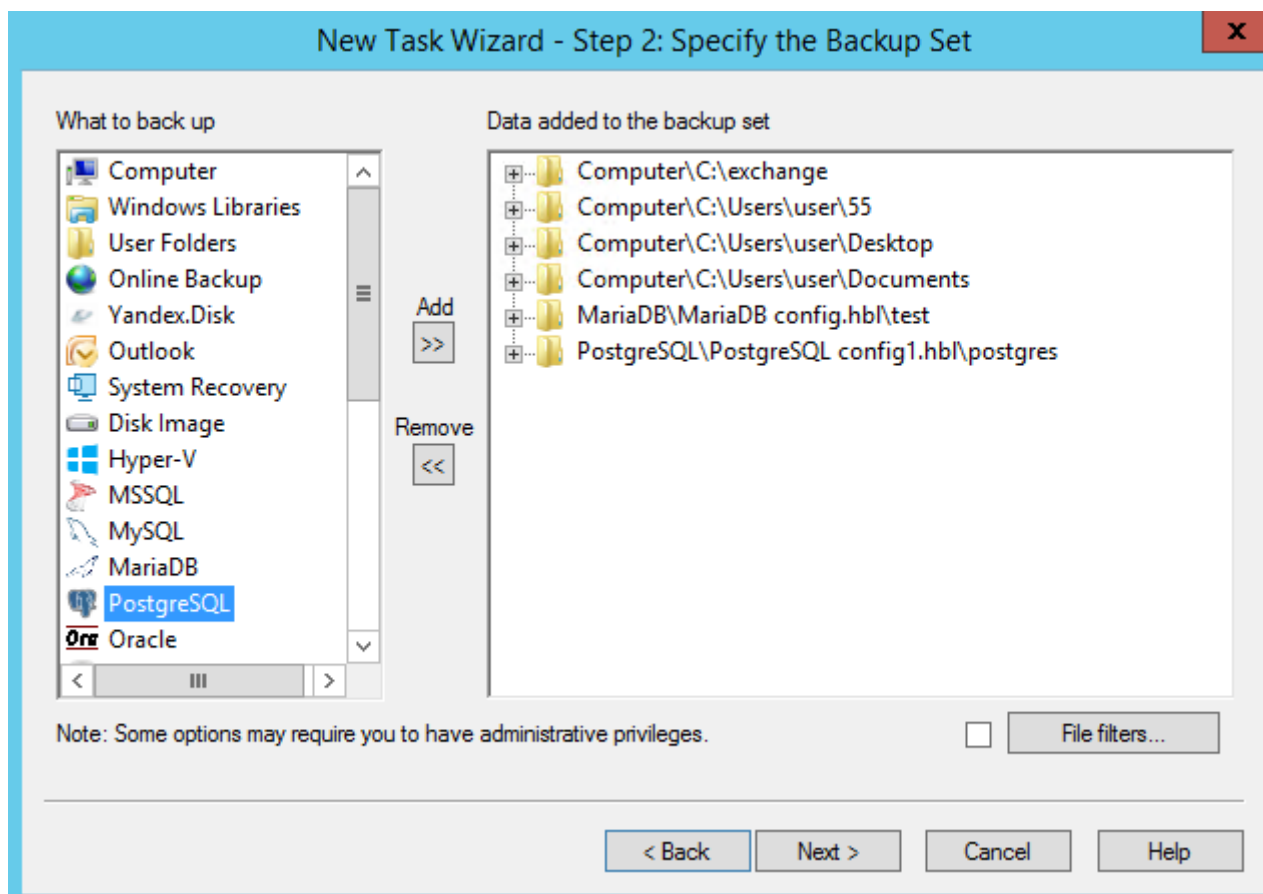 New Task Wizard - Step 2: Specify the Backup Set
x
What to back up
Computer
Windows Libraries
User Folders
Online Backup
Yandex.Disk
Outlook
System Recovery
Disk Image
Hyper-V
MSSQL
MySQL
MariaDB
PostgreSQL
Ora Oracle
Add
>>
Remove
<<
Data added to the backup set
Computer\C:\exchange
Computer\C:\Users\user\55
Computer\C:\Users\user\Desktop
Computer\C:\Users\user\Documents
MariaDB\MariaDB config.hbl\test
PostgreSQL\PostgreSQL config1.hbl\postgres
Note: Some options may require you to have administrative privileges.
File filters...
< Back
Next >
Cancel
Help